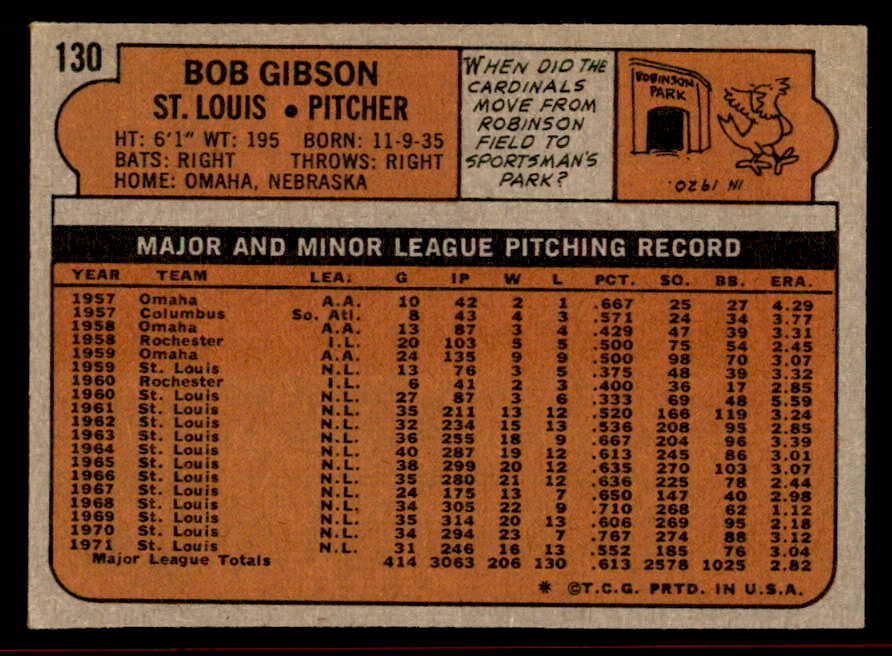 130
BOB GIBSON
ST. LOUIS • PITCHER
HT: 6'1" WT: 195 BORN: 11-9-35
BATS: RIGHT THROWS: RIGHT
HOME: OMAHA, NEBRASKA
WHEN DID THE
CARDINALS
MOVE FROM
ROBINSON
FIELD TO
SPORTSMAN'S
PARK?
ROBINSON
PARK
IN 1920.
MAJOR AND MINOR LEAGUE PITCHING RECORD
YEAR TEAM LEA. G IP W L PCT. SO. BB. ERA.
1957 Omaha A.A. 10 42 2 1 .667 25 27 4.29
1957 Columbus So. Atl. 8 43 4 3 .571 24 34 3.77
1958 Omaha A.A. 13 87 3 4 .429 47 39 3.31
1958 Rochester I.L. 20 103 5 5 .500 75 54 2.45
1959 Omaha A.A. 24 135 9 9 .500 98 70 3.07
1959 St. Louis N.L. 13 76 3 5 .375 48 39 3.32
1960 Rochester I.L. 6 41 2 3 .400 36 17 2.85
1960 St. Louis N.L. 27 87 3 6 .333 69 48 5.59
1961 St. Louis N.L. 35 211 13 12 .520 166 119 3.24
1962 St. Louis N.L. 32 234 15 13 .536 208 95 2.85
1963 St. Louis N.L. 36 255 18 9 .667 204 96 3.39
1964 St. Louis N.L. 40 287 19 12 .613 245 86 3.01
1965 St. Louis N.L. 38 299 20 12 .635 270 103 3.07
1966 St. Louis N.L. 35 280 21 12 .636 225 78 2.44
1967 St. Louis N.L. 24 175 13 7 .650 147 40 2.98
1968 St. Louis N.L. 34 305 22 9 .710 268 62 1.12
1969 St. Louis N.L. 35 314 20 13 .606 269 95 2.18
1970 St. Louis N.L. 34 294 23 7 .767 274 88 3.12
1971 St. Louis N.L. 31 246 16 13 .552 185 76 3.04
Major League Totals 414 3063 206 130 .613 2578 1025 2.82
* ©T.C.G. PRTD. IN U.S.A.